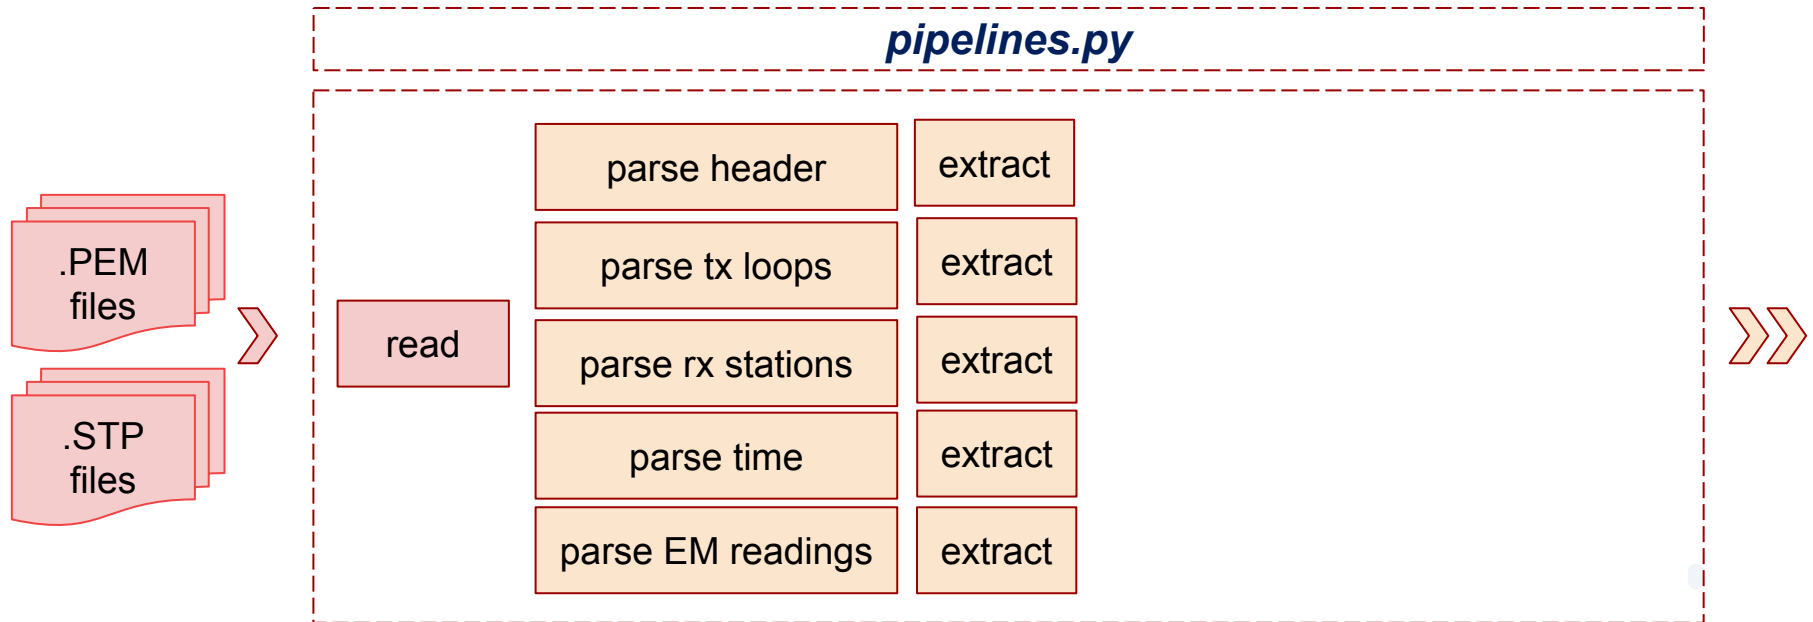 pipelines.py
.PEM
files
.STP
files
read
parse header
extract
parse tx loops
extract
parse rx stations
extract
parse time
extract
parse EM readings
extract